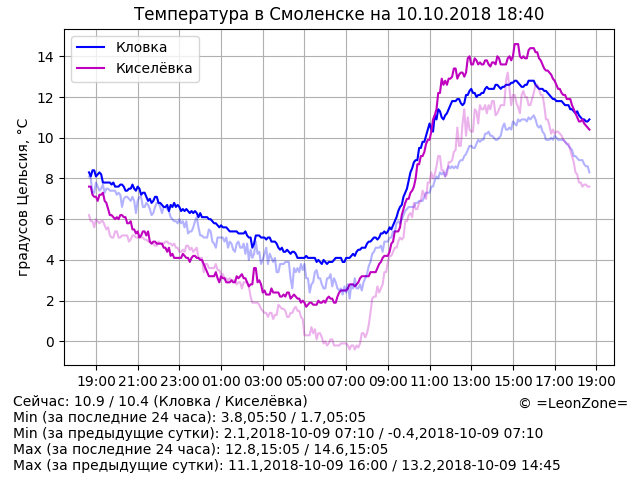 Температура в Смоленске на 10.10.2018 18:40
Кловка
Киселёвка
градусов Цельсия, °C
14
12
10
8
6
4
2
0
19:00 21:00 23:00 01:00 03:00 05:00 07:00 09:00 11:00 13:00 15:00 17:00 19:00
Сейчас: 10.9 / 10.4 (Кловка / Киселёвка)
© =LeonZone=
Min (за последние 24 часа): 3.8,05:50 / 1.7,05:05
Min (за предыдущие сутки): 2.1,2018-10-09 07:10 / -0.4,2018-10-09 07:10
Max (за последние 24 часа): 12.8,15:05 / 14.6,15:05
Max (за предыдущие сутки): 11.1,2018-10-09 16:00 / 13.2,2018-10-09 14:45